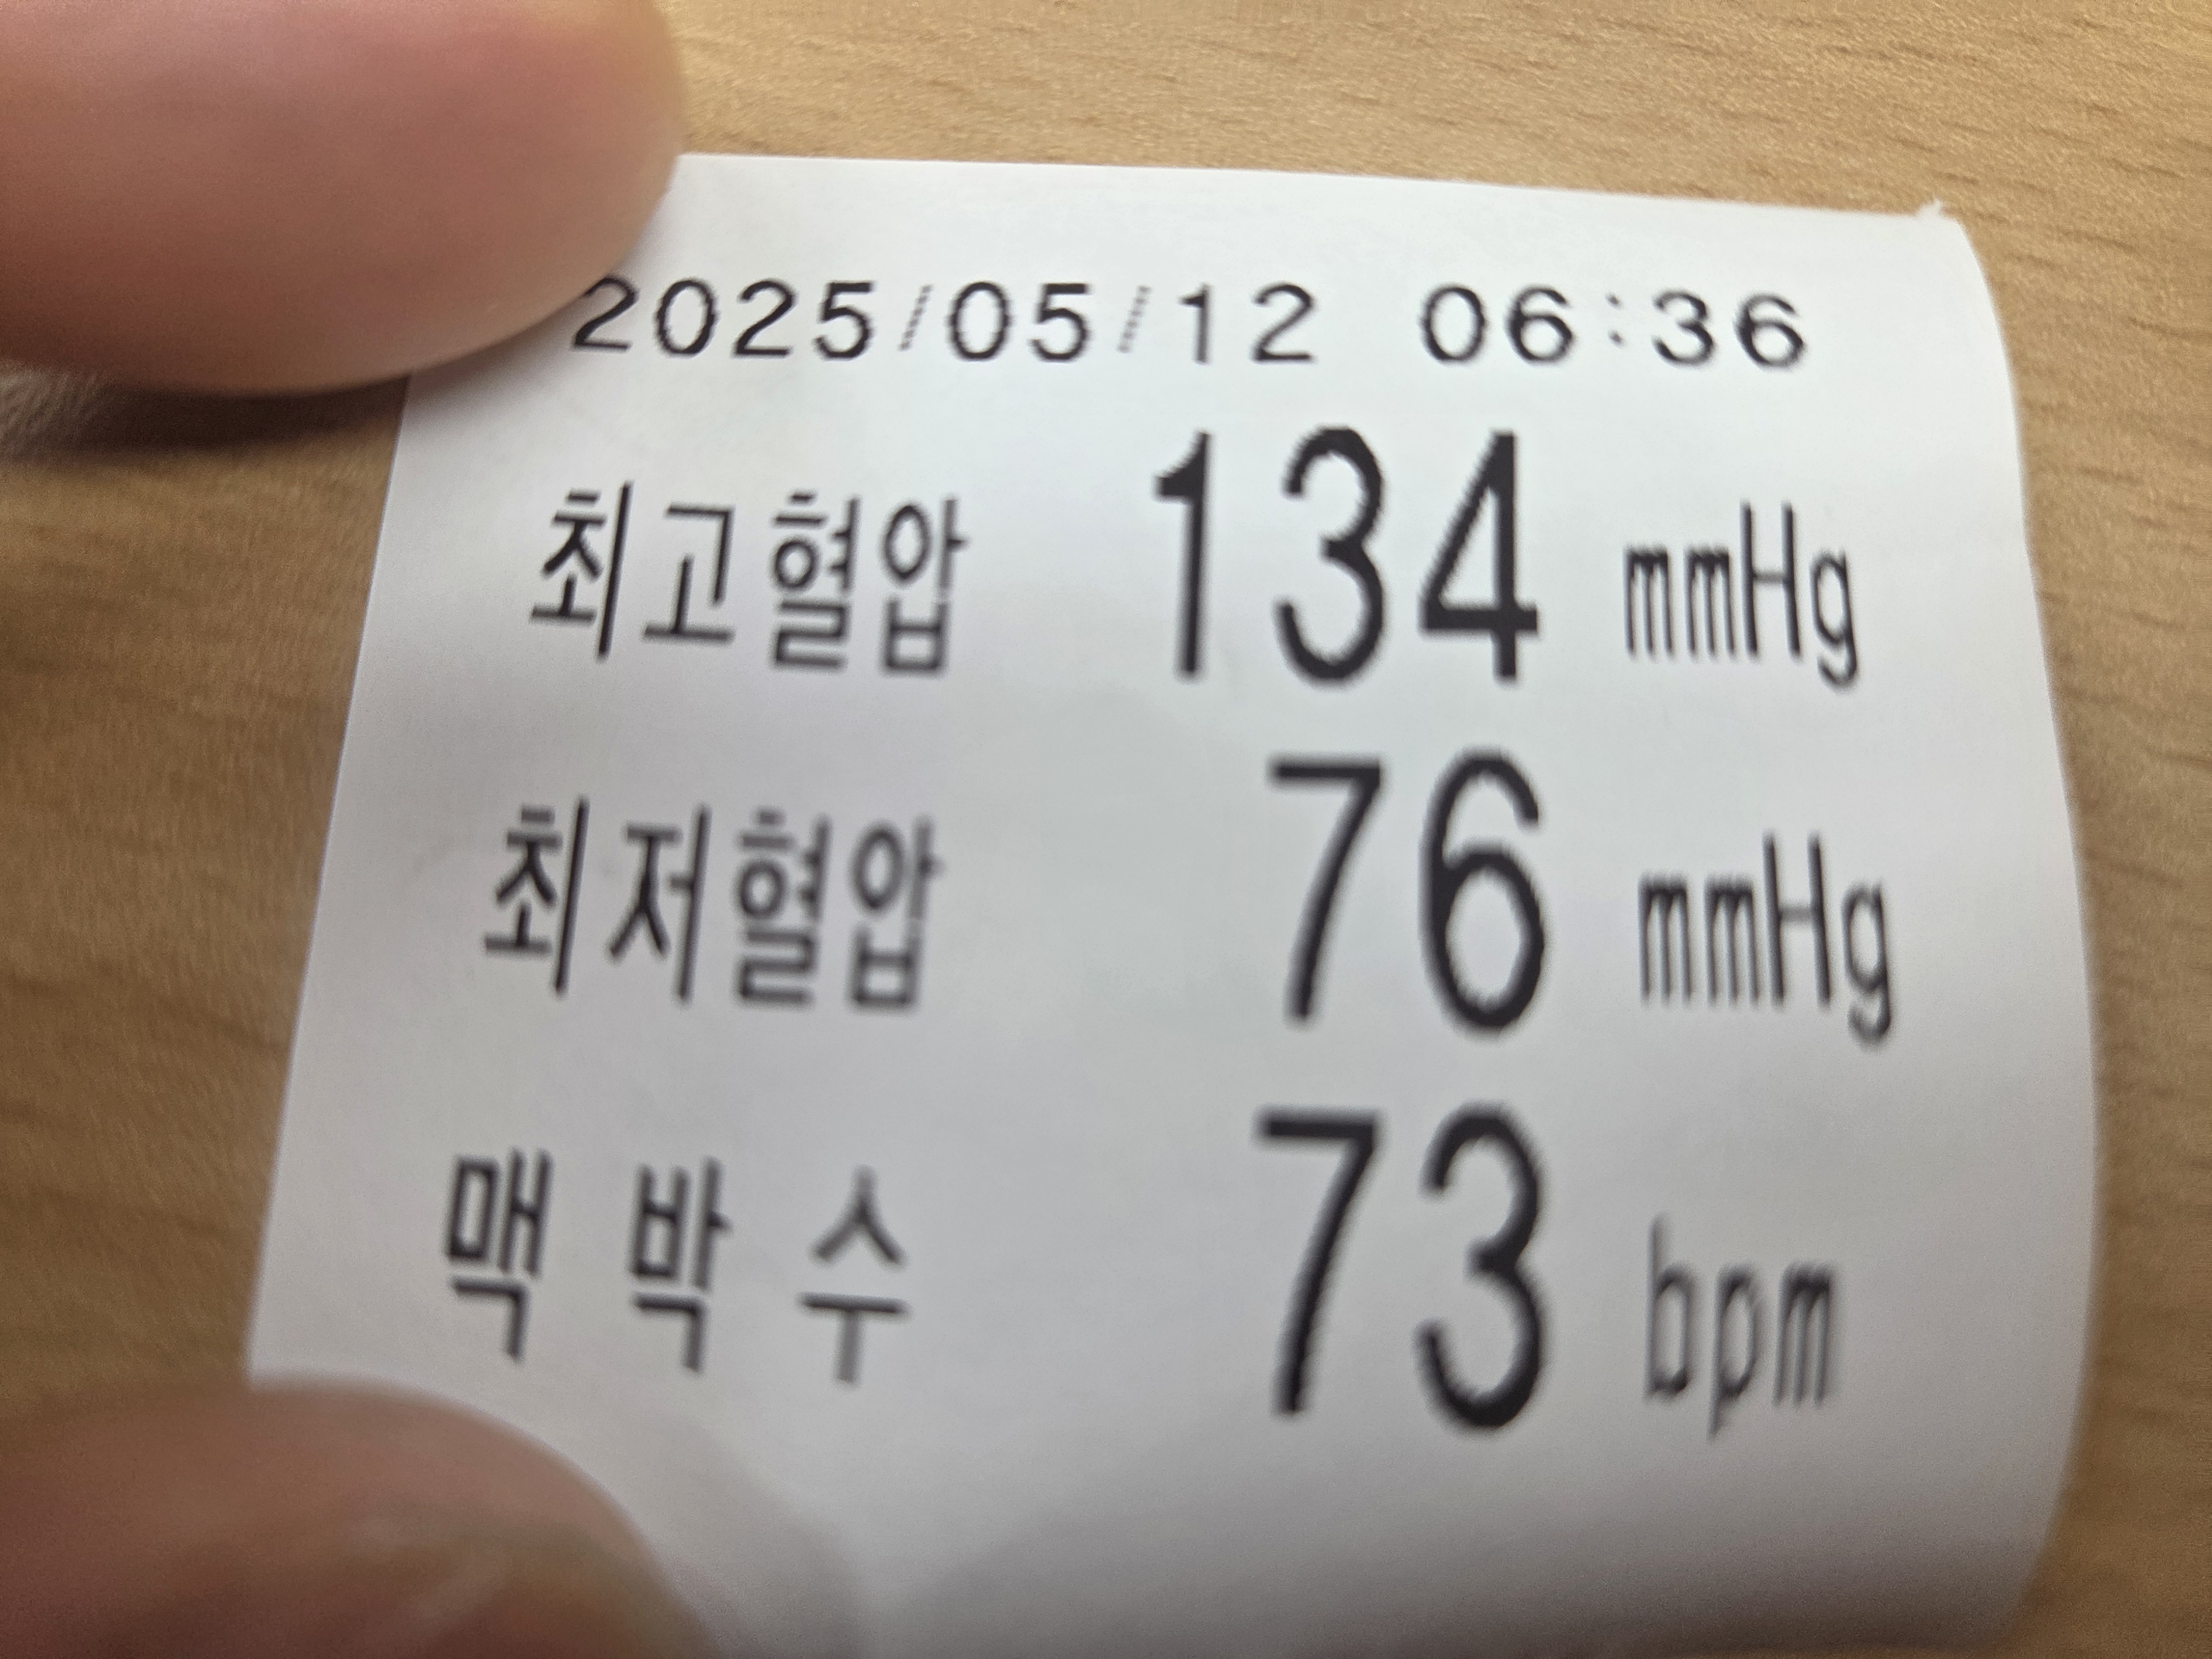 2025/05/12 06:36
최고혈압 134 mmHg
최저혈압 76 mmHg
맥박수 73 bpm